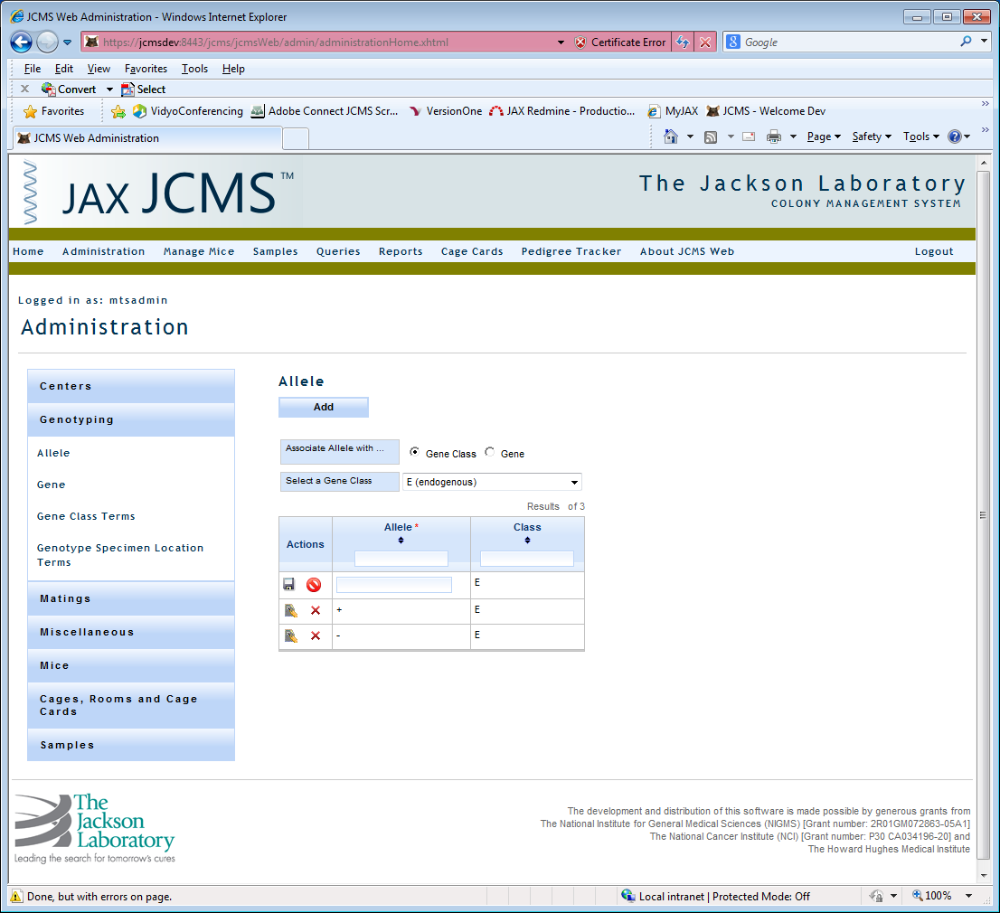 JCMS Web Administration - Windows Internet Explorer
https://jcmsdev:8443/jcms/jcmsWeb/admin/administrationHome.xhtml Certificate Error Google
File Edit View Favorites Tools Help
x Convert Select
Favorites VidyoConferencing Adobe Connect JCMS Scr... VersionOne JAX Redmine - Productio... MyJAX JCMS - Welcome Dev »
JCMS Web Administration Page Safety Tools »
JAX JCMS™
The Jackson Laboratory
COLONY MANAGEMENT SYSTEM
Home Administration Manage Mice Samples Queries Reports Cage Cards Pedigree Tracker About JCMS Web Logout
Logged in as: mtsadmin
Administration
Centers
Genotyping
Allele
Gene
Gene Class Terms
Genotype Specimen Location
Terms
Matings
Miscellaneous
Mice
Cages, Rooms and Cage
Cards
Samples
Allele
Add
Associate Allele with ... Gene Class Gene
Select a Gene Class E (endogenous)
Results of 3
Actions Allele * Class
E
+ E
- E
The
Jackson
Laboratory
Leading the search for tomorrow's cures
The development and distribution of this software is made possible by generous grants from
The National Institute for General Medical Sciences (NIGMS) [Grant number: 2R01GM072863-05A1]
The National Cancer Institute (NCI) [Grant number: P30 CA034196-20] and
The Howard Hughes Medical Institute
Done, but with errors on page. Local intranet | Protected Mode: Off 100%